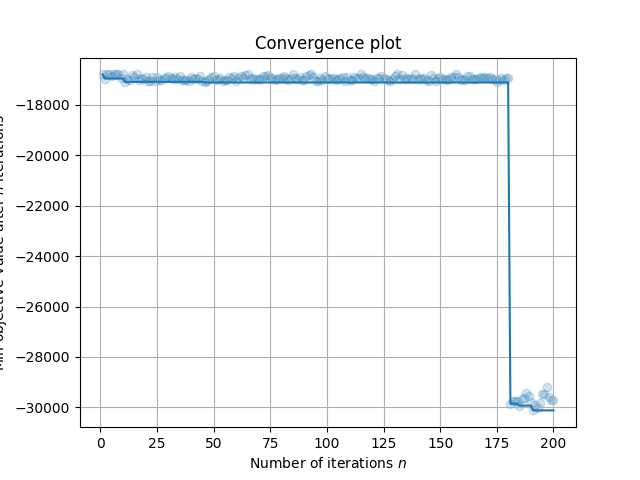 Convergence plot
−18000
−20000
−22000
−24000
−26000
−28000
−30000
objective value after n iterations
0 25 50 75 100 125 150 175 200
Number of iterations n